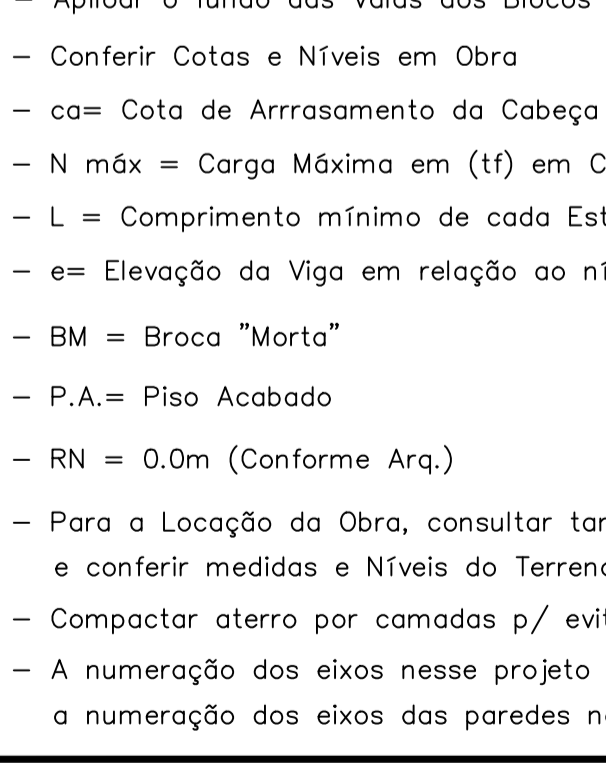 - Apiloar o fundo das Valas dos Blocos
- Conferir Cotas e Níveis em Obra
- ca= Cota de Arrrasamento da Cabeça
- N máx = Carga Máxima em (tf) em C
- L = Comprimento mínimo de cada Est
- e= Elevação da Viga em relação ao ní
- BM = Broca "Morta"
- P.A.= Piso Acabado
- RN = 0.0m (Conforme Arq.)
- Para a Locação da Obra, consultar tam
e conferir medidas e Níveis do Terreno
- Compactar aterro por camadas p/ evit
- A numeração dos eixos nesse projeto
a numeração dos eixos das paredes n